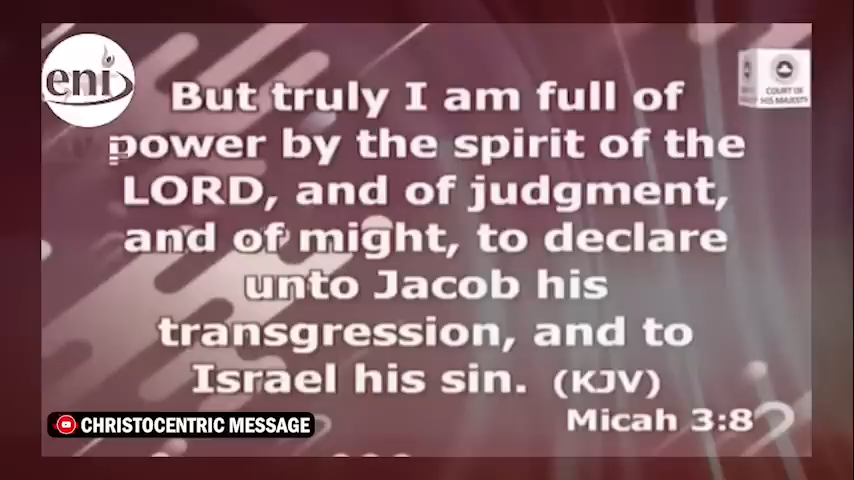 eni
But truly I am full of
power by the spirit of the
LORD, and of judgment,
and of might, to declare
unto Jacob his
transgression, and to
Israel his sin. (KJV)
Micah 3:8
COURT OF
HIS MAJESTY
CHRISTOCENTRIC MESSAGE